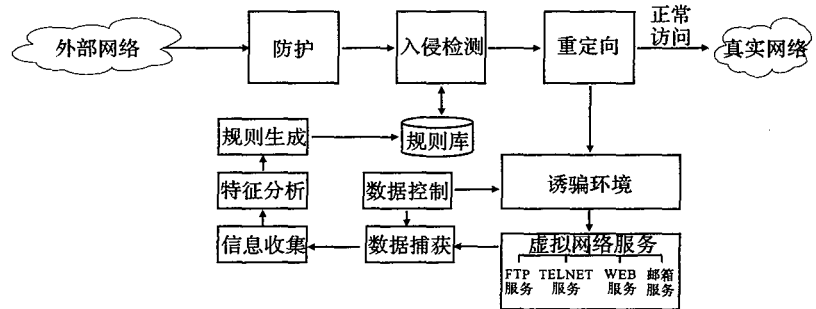 外部网络
防护
入侵检测
重定向
正常
访问
真实网络
规则库
规则生成
特征分析
信息收集
数据控制
数据捕获
诱骗环境
虚拟网络服务
FTP
服务
TELNET
服务
WEB
服务
邮箱
服务